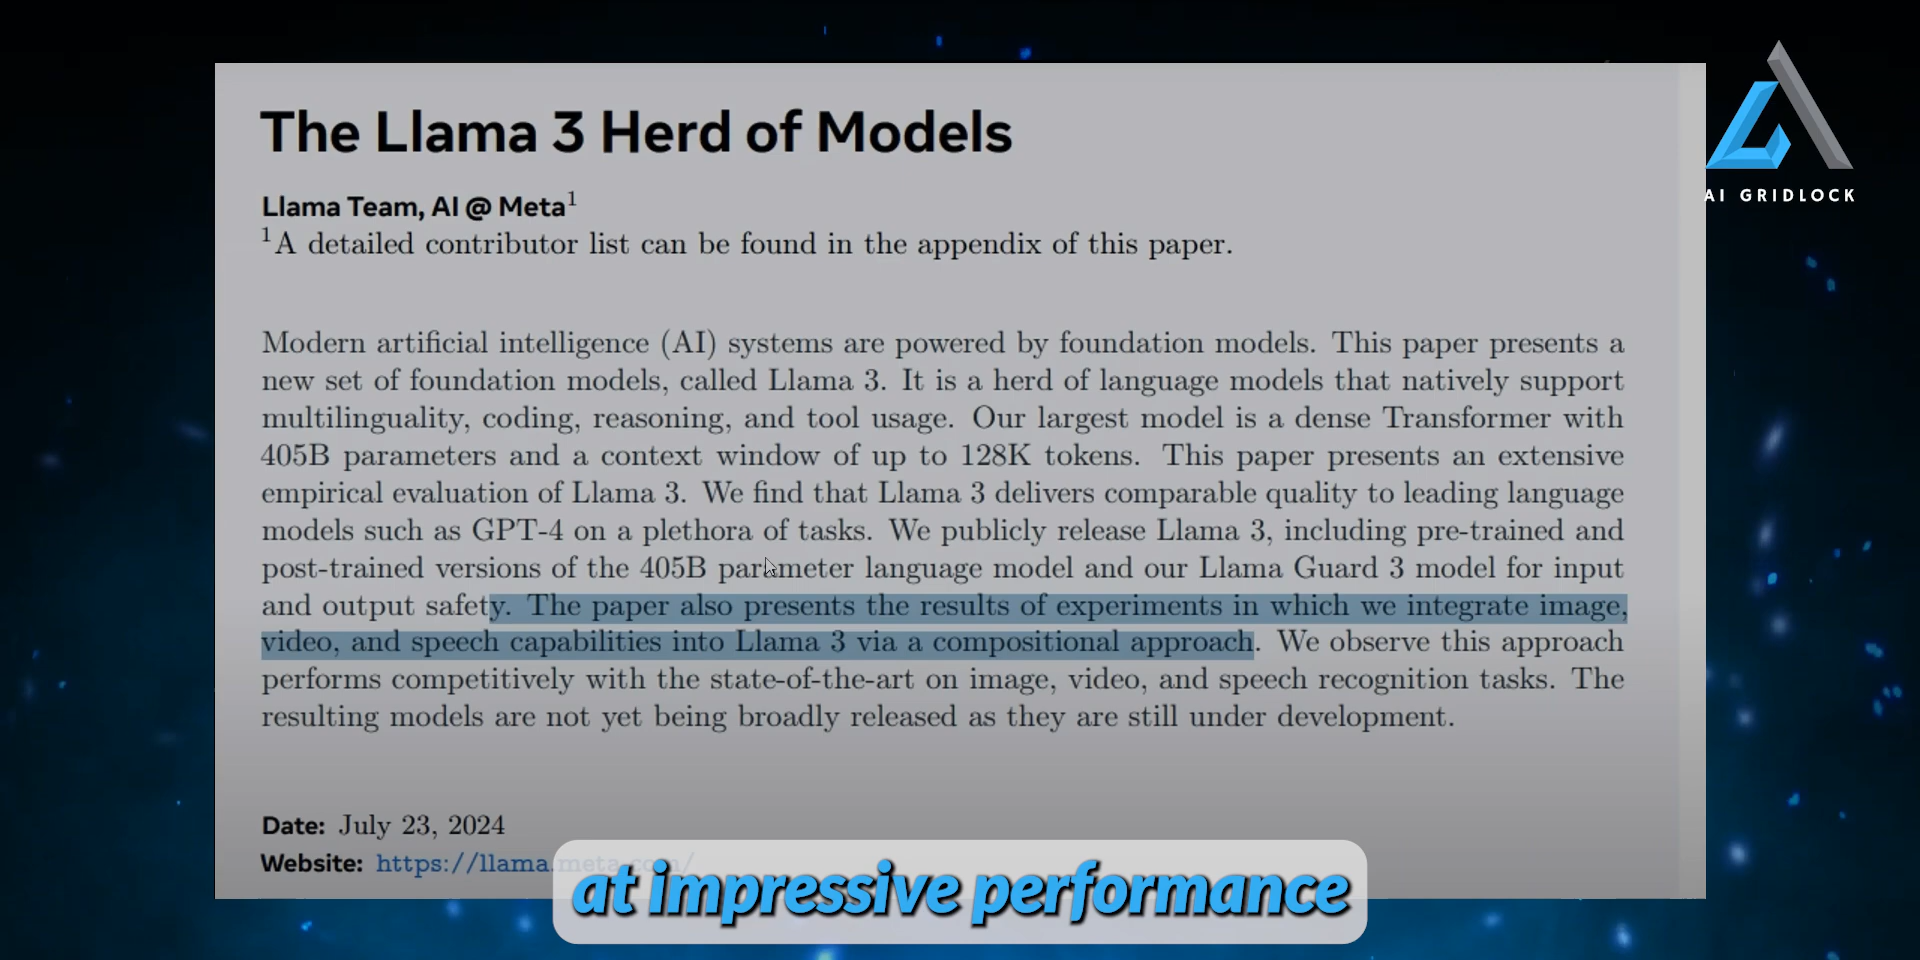 The Llama 3 Herd of Models
AI GRIDLOCK
Llama Team, AI @ Meta¹
¹A detailed contributor list can be found in the appendix of this paper.
Modern artificial intelligence (AI) systems are powered by foundation models. This paper presents a
new set of foundation models, called Llama 3. It is a herd of language models that natively support
multilinguality, coding, reasoning, and tool usage. Our largest model is a dense Transformer with
405B parameters and a context window of up to 128K tokens. This paper presents an extensive
empirical evaluation of Llama 3. We find that Llama 3 delivers comparable quality to leading language
models such as GPT-4 on a plethora of tasks. We publicly release Llama 3, including pre-trained and
post-trained versions of the 405B parameter language model and our Llama Guard 3 model for input
and output safety. The paper also presents the results of experiments in which we integrate image,
video, and speech capabilities into Llama 3 via a compositional approach. We observe this approach
performs competitively with the state-of-the-art on image, video, and speech recognition tasks. The
resulting models are not yet being broadly released as they are still under development.
Date: July 23, 2024
Website: https://llama.meta.com/
at impressive performance